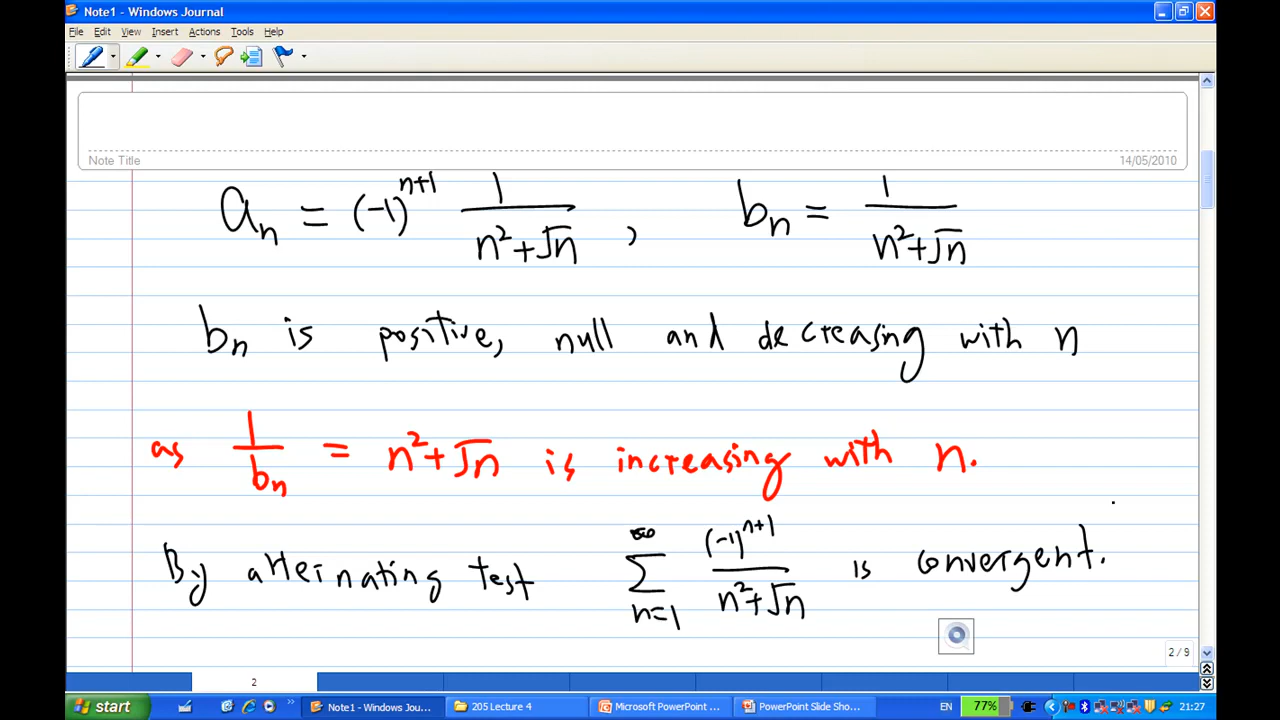 Note1 - Windows Journal
File Edit View Insert Actions Tools Help
Note Title 14/05/2010
aₙ = (-1)ⁿ⁺¹ 1/(n²+√n) , bₙ = 1/(n²+√n)
bₙ is positive, null and decreasing with n
as 1/bₙ = n²+√n is increasing with n.
By alternating test ∑_{n=1}^{∞} (-1)ⁿ⁺¹/(n²+√n) is convergent.
2 / 9
2
start Note1 - Windows Jou... 205 Lecture 4 Microsoft PowerPoint ... PowerPoint Slide Sho... EN 77% 21:27